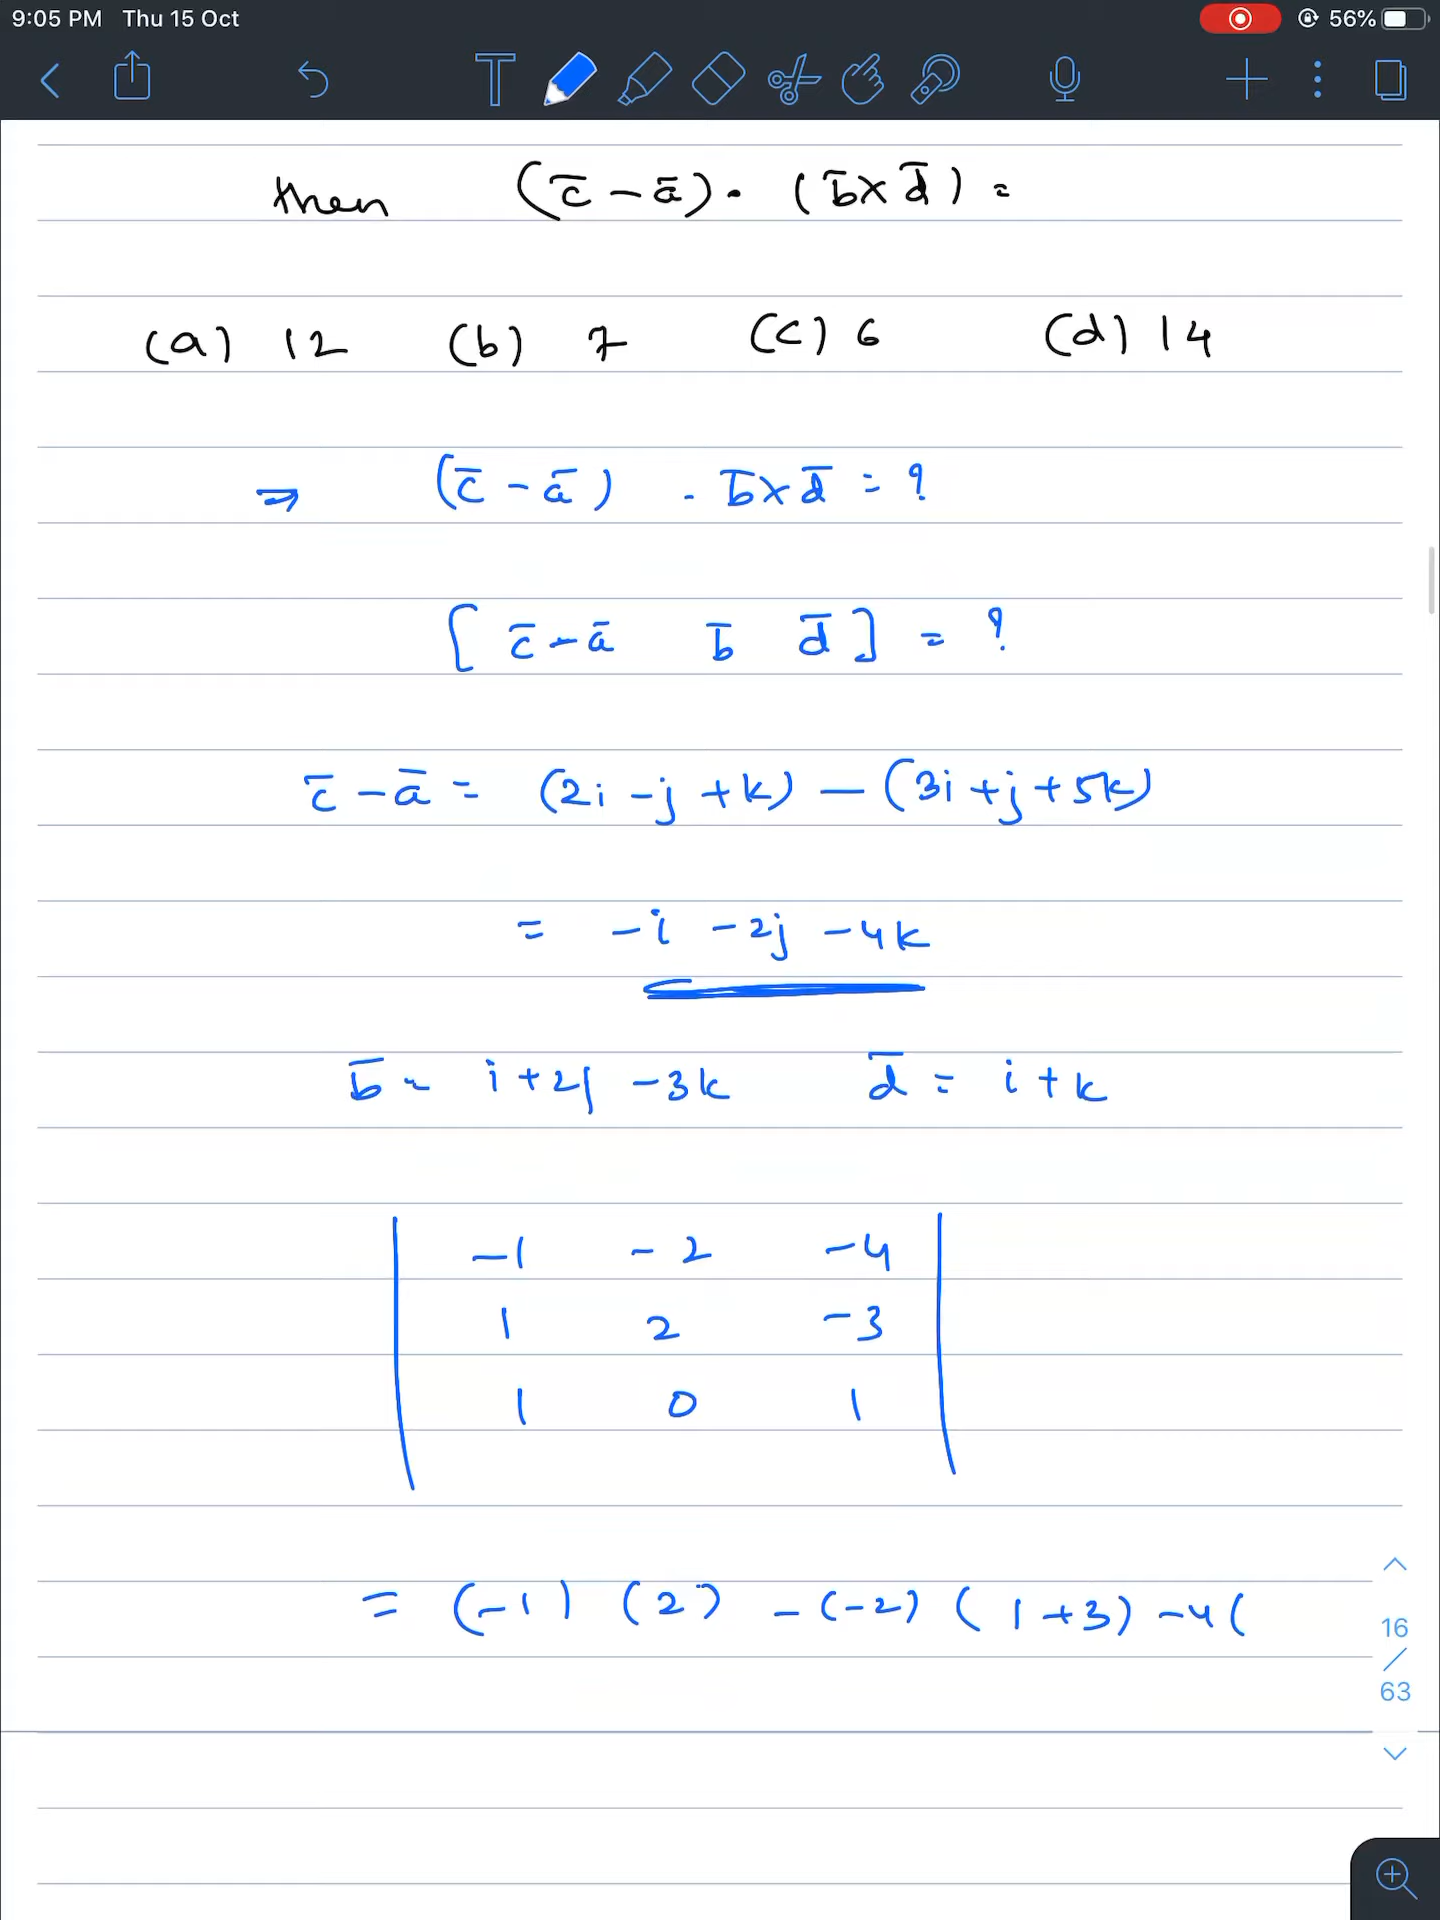 9:05 PM Thu 15 Oct 56%
T
then (c̅ - a̅) . (b̅ x d̅) =
(a) 12 (b) 7 (c) 6 (d) 14
⇒ (c̅ - a̅) . b̅ x d̅ = ?
[ c̅ - a̅ b̅ d̅ ] = ?
c̅ - a̅ = (2i - j + k) - (3i + j + 5k)
= -i -2j -4k
b̅ = i + 2j - 3k d̅ = i + k
-1 -2 -4
1 2 -3
1 0 1
= (-1) (2) - (-2) (1+3) -4 (
16
/
63